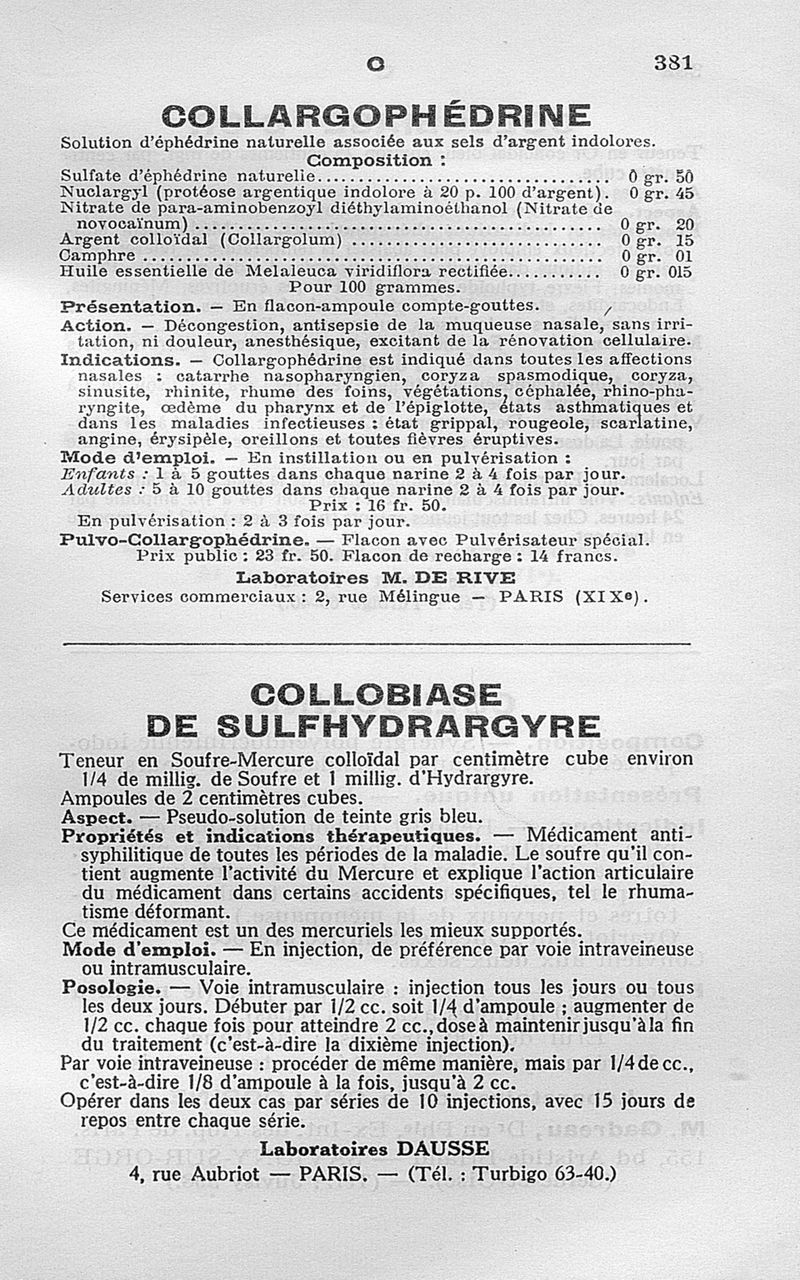 C
381
COLLARGOPHÉDRINE
Solution d'éphédrine naturelle associée aux sels d'argent indolores.
Composition :
Sulfate d'éphédrine naturelle.................................. 0 gr. 50
Nuclargyl (protéose argentique indolore à 20 p. 100 d'argent). 0 gr. 45
Nitrate de para-aminobenzoyl diéthylaminoéthanol (Nitrate de
novocaïnum) .............................................. 0 gr. 20
Argent colloïdal (Collargolum) ............................ 0 gr. 15
Camphre .................................................... 0 gr. 01
Huile essentielle de Melaleuca viridiflora rectifiée........... 0 gr. 015
Pour 100 grammes.
Présentation. — En flacon-ampoule compte-gouttes.
Action. — Décongestion, antisepsie de la muqueuse nasale, sans irri-
tation, ni douleur, anesthésique, excitant de la rénovation cellulaire.
Indications. — Collargophédrine est indiqué dans toutes les affections
nasales : catarrhe nasopharyngien, coryza spasmodique, coryza,
sinusite, rhinite, rhume des foins, végétations, céphalée, rhino-pha-
ryngite, œdème du pharynx et de l'épiglotte, états asthmatiques et
dans les maladies infectieuses : état grippal, rougeole, scarlatine,
angine, érysipèle, oreillons et toutes fièvres éruptives.
Mode d'emploi. — En instillation ou en pulvérisation :
Enfants : 1 à 5 gouttes dans chaque narine 2 à 4 fois par jour.
Adultes : 5 à 10 gouttes dans chaque narine 2 à 4 fois par jour.
Prix : 16 fr. 50.
En pulvérisation : 2 à 3 fois par jour.
Pulvo-Collargophédrine. — Flacon avec Pulvérisateur spécial.
Prix public : 23 fr. 50. Flacon de recharge : 14 francs.
Laboratoires M. DE RIVE
Services commerciaux : 2, rue Mélingue — PARIS (XIXe).
COLLOBIASE
DE SULFHYDRARGYRE
Teneur en Soufre-Mercure colloïdal par centimètre cube environ
1/4 de millig. de Soufre et 1 millig. d'Hydrargyre.
Ampoules de 2 centimètres cubes.
Aspect. — Pseudo-solution de teinte gris bleu.
Propriétés et indications thérapeutiques. — Médicament anti-
syphilitique de toutes les périodes de la maladie. Le soufre qu'il con-
tient augmente l'activité du Mercure et explique l'action articulaire
du médicament dans certains accidents spécifiques, tel le rhuma-
tisme déformant.
Ce médicament est un des mercuriels les mieux supportés.
Mode d'emploi. — En injection, de préférence par voie intraveineuse
ou intramusculaire.
Posologie. — Voie intramusculaire : injection tous les jours ou tous
les deux jours. Débuter par 1/2 cc. soit 1/4 d'ampoule ; augmenter de
1/2 cc. chaque fois pour atteindre 2 cc., dose à maintenir jusqu'à la fin
du traitement (c'est-à-dire la dixième injection).
Par voie intraveineuse : procéder de même manière, mais par 1/4 de cc.,
c'est-à-dire 1/8 d'ampoule à la fois, jusqu'à 2 cc.
Opérer dans les deux cas par séries de 10 injections, avec 15 jours de
repos entre chaque série.
Laboratoires DAUSSE
4, rue Aubriot — PARIS. — (Tél. : Turbigo 63-40.)